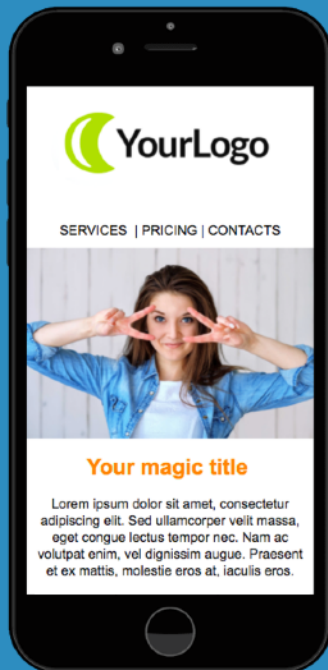 YourLogo
SERVICES | PRICING | CONTACTS
Your magic title
Lorem ipsum dolor sit amet, consectetur
adipiscing elit. Sed ullamcorper velit massa,
eget congue lectus tempor nec. Nam ac
volutpat enim, vel dignissim augue. Praesent
et ex mattis, molestie eros at, iaculis eros.